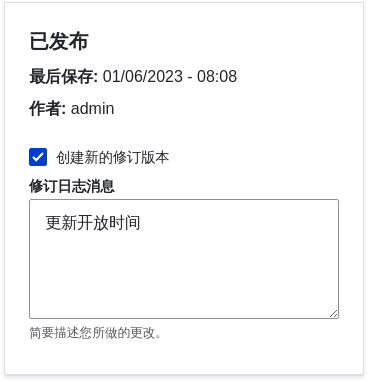 已发布
最后保存: 01/06/2023 - 08:08
作者: admin
创建新的修订版本
修订日志消息
更新开放时间
简要描述您所做的更改。